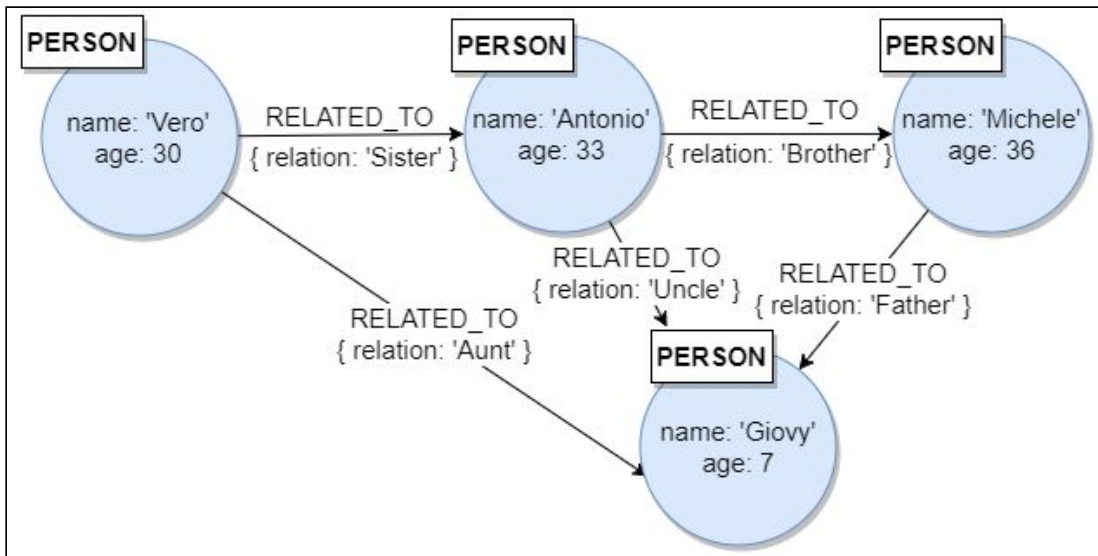 PERSON
name: 'Vero'
age: 30
RELATED_TO
{ relation: 'Sister' }
PERSON
name: 'Antonio'
age: 33
RELATED_TO
{ relation: 'Brother' }
PERSON
name: 'Michele'
age: 36
RELATED_TO
{ relation: 'Aunt' }
RELATED_TO
{ relation: 'Uncle' }
RELATED_TO
{ relation: 'Father' }
PERSON
name: 'Giovy'
age: 7